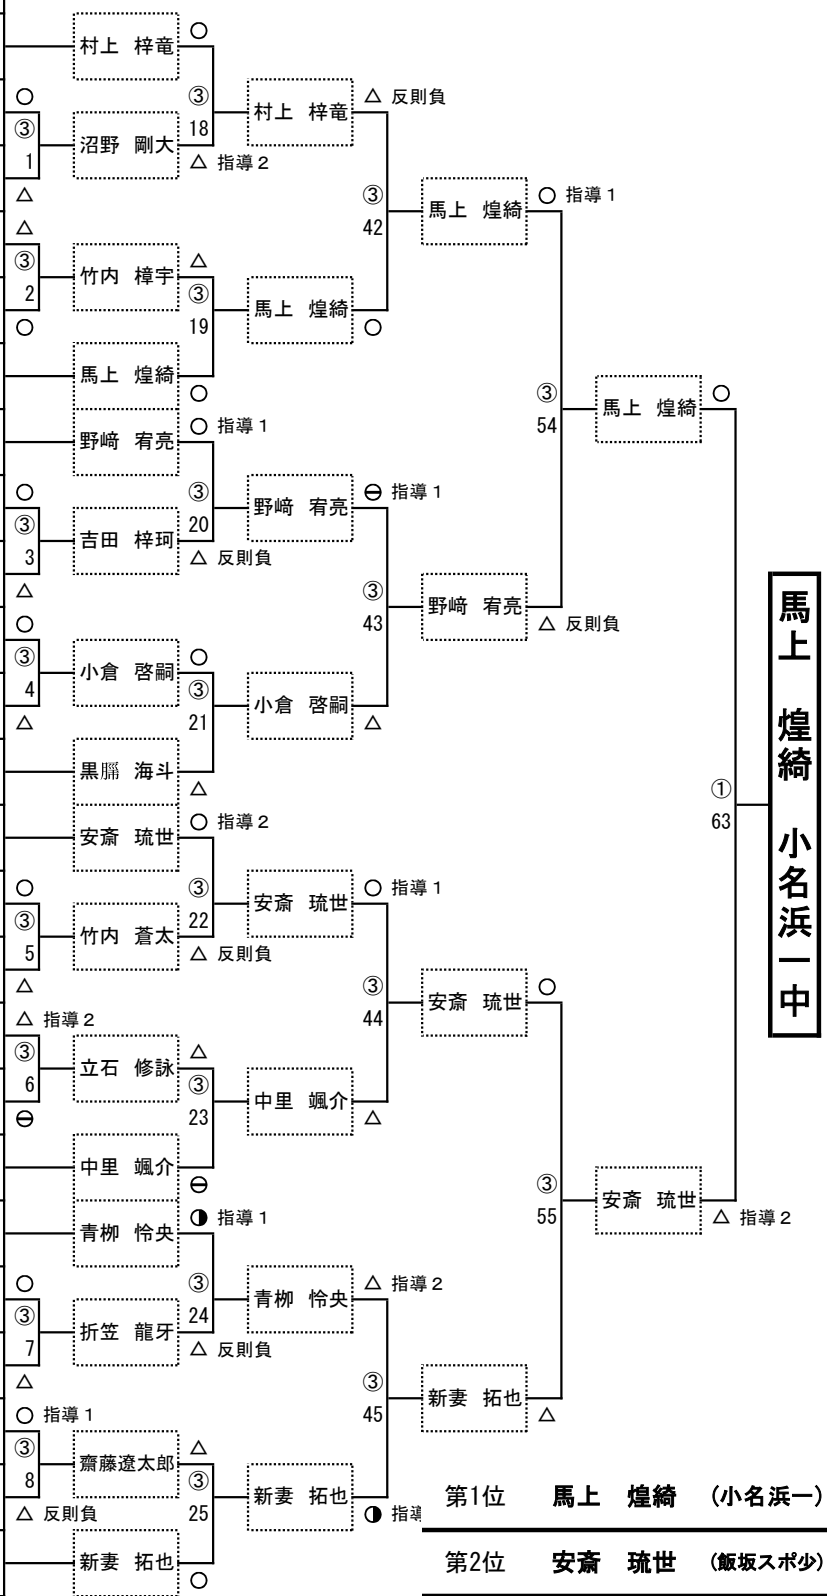 ○
村上 梓竜
○
③
③
村上 梓竜
△ 反則負
18
沼野 剛大
1
△ 指導2
△
③
馬上 煌綺
○ 指導1
42
△
③
竹内 樟宇
△
2
③
馬上 煌綺
19
○
○
馬上 煌綺
○
③
馬上 煌綺
○
54
野﨑 宥亮
○ 指導1
○
③
野﨑 宥亮
⊖ 指導1
③
20
吉田 梓珂
3
△ 反則負
△
③
野﨑 宥亮
43
△ 反則負
○
③
小倉 啓嗣
○
4
③
小倉 啓嗣
21
△
△
黒 海斗
△
①
63
馬上 煌綺 小名浜一中
安斎 琉世
○ 指導2
○
③
安斎 琉世
○ 指導1
③
22
竹内 蒼太
5
△ 反則負
△
③
安斎 琉世
○
44
△ 指導2
③
立石 修詠
△
6
③
中里 颯介
23
⊖
△
中里 颯介
⊖
③
安斎 琉世
55
△ 指導2
青栁 怜央
◑ 指導1
○
③
青栁 怜央
△ 指導2
③
24
折笠 龍牙
7
△ 反則負
△
③
新妻 拓也
45
△
○ 指導1
③
齋藤遼太郎
△
8
③
新妻 拓也
△ 反則負
25
◑ 指導
第1位 馬上 煌綺 (小名浜一)
新妻 拓也
○
第2位 安斎 琉世 (飯坂スポ少)